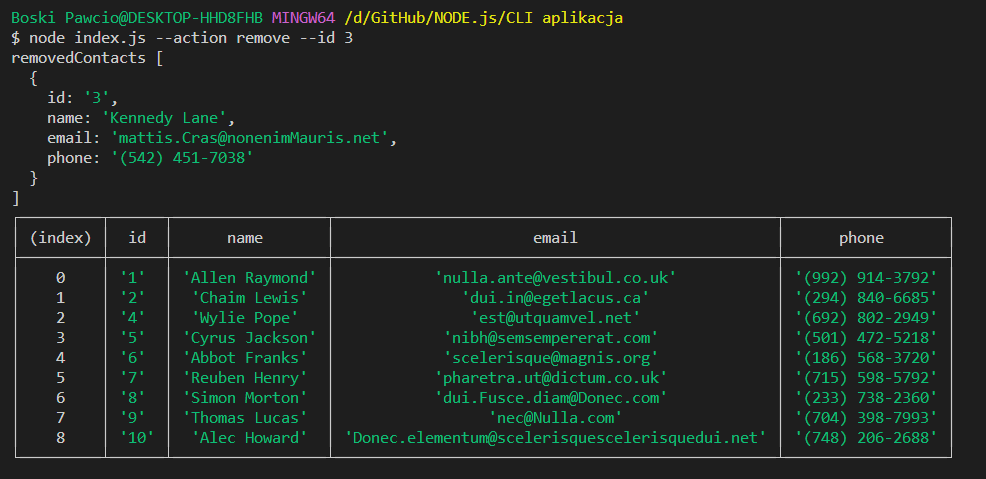 Boski Pawcio@DESKTOP-HHD8FHB MINGW64 /d/GitHub/NODE.js/CLI aplikacja
$ node index.js --action remove --id 3
removedContacts [
  {
    id: '3',
    name: 'Kennedy Lane',
    email: 'mattis.Cras@nonenimMauris.net',
    phone: '(542) 451-7038'
  }
]
(index) id name email phone
0 '1' 'Allen Raymond' 'nulla.ante@vestibul.co.uk' '(992) 914-3792'
1 '2' 'Chaim Lewis' 'dui.in@egetlacus.ca' '(294) 840-6685'
2 '4' 'Wylie Pope' 'est@utquamvel.net' '(692) 802-2949'
3 '5' 'Cyrus Jackson' 'nibh@semsempererat.com' '(501) 472-5218'
4 '6' 'Abbot Franks' 'scelerisque@magnis.org' '(186) 568-3720'
5 '7' 'Reuben Henry' 'pharetra.ut@dictum.co.uk' '(715) 598-5792'
6 '8' 'Simon Morton' 'dui.Fusce.diam@Donec.com' '(233) 738-2360'
7 '9' 'Thomas Lucas' 'nec@Nulla.com' '(704) 398-7993'
8 '10' 'Alec Howard' 'Donec.elementum@scelerisquescelerisquedui.net' '(748) 206-2688'